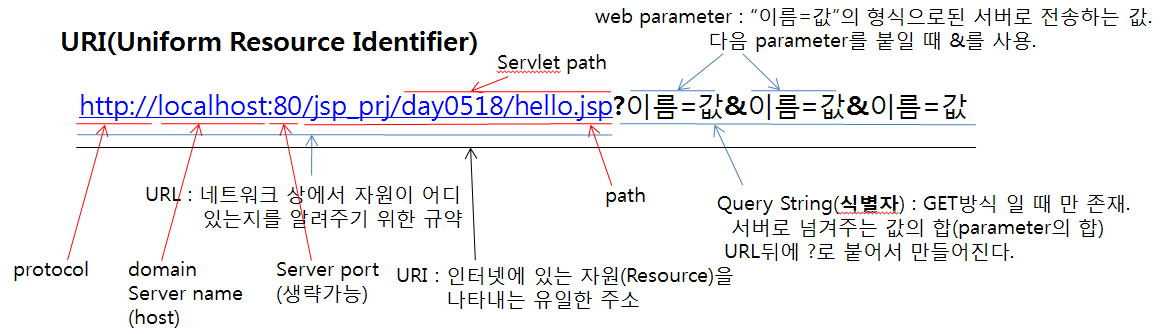 web parameter : “이름=값”의 형식으로된 서버로 전송하는 값.
다음 parameter를 붙일 때 &를 사용.
URI(Uniform Resource Identifier)
Servlet path
http://localhost:80/jsp_prj/day0518/hello.jsp?이름=값&이름=값&이름=값
URL : 네트워크 상에서 자원이 어디
있는지를 알려주기 위한 규약
path
Query String(식별자) : GET방식 일 때 만 존재.
서버로 넘겨주는 값의 합(parameter의 합)
URL뒤에 ?로 붙어서 만들어진다.
protocol
domain
Server name
(host)
Server port
(생략가능)
URI : 인터넷에 있는 자원(Resource)을
나타내는 유일한 주소